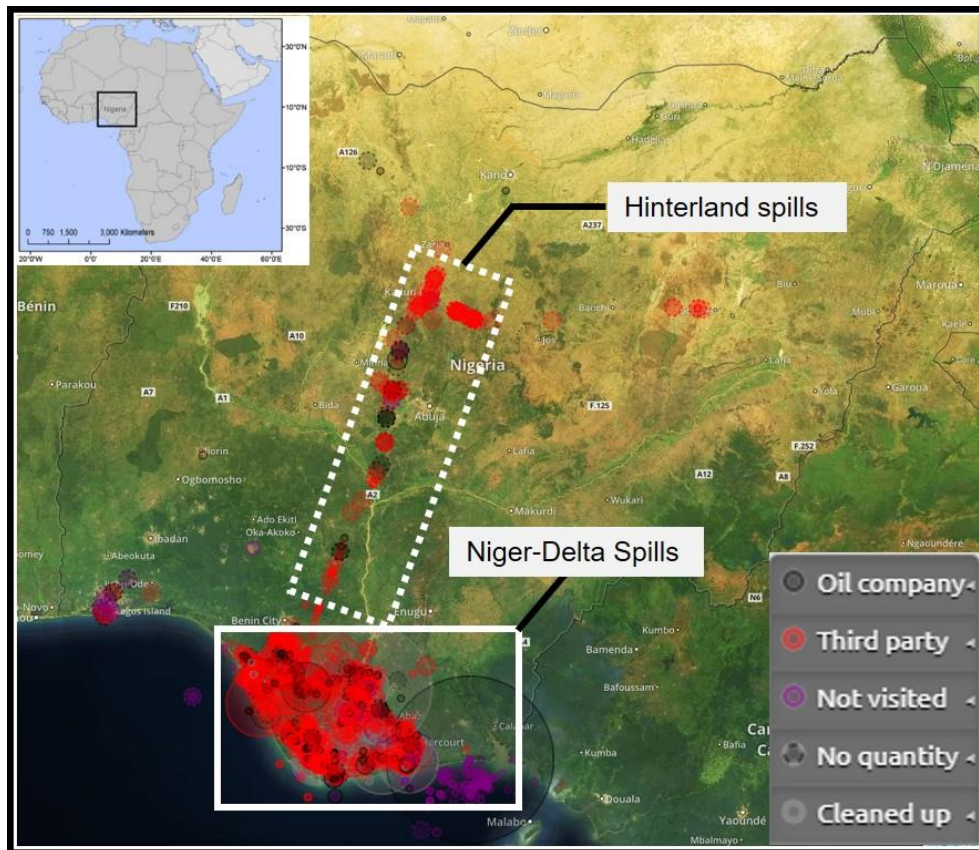 30°0'N
10°0'N
Nigeria
10°0'S
30°0'S
0 750 1,500 3,000 Kilometers
20°0'W 0°0' 20°0'E 40°0'E 60°0'E
Zinder
Maradi
Magaria
Hadejia
N'Djamena
A126
Kano
Hinterland spills
A237
Maroua
Bénin
F210
Bauchi
Biu
Mubi
Kaele
A10
Jos
Minna
Nigeria
Parakou
A7
A1
Bida
Abuja
F.125
Yola
Garoua
Ilorin
Lafia
F.252
Ogbomosho
A2
A12
A8
Wukari
Makurdi
Ado Ekiti
Oka-Akoko
Ibadan
Abeokuta
Niger-Delta Spills
Ngaoundéré
Lagos Island
Benin City
Enugu
N6
Kumbo
Bamenda
Bafoussam
Calabar
Kumba
Bafia
Douala
Malabo
Yaoundé
Mbalmayo
Oil company
Third party
Not visited
No quantity
Cleaned up